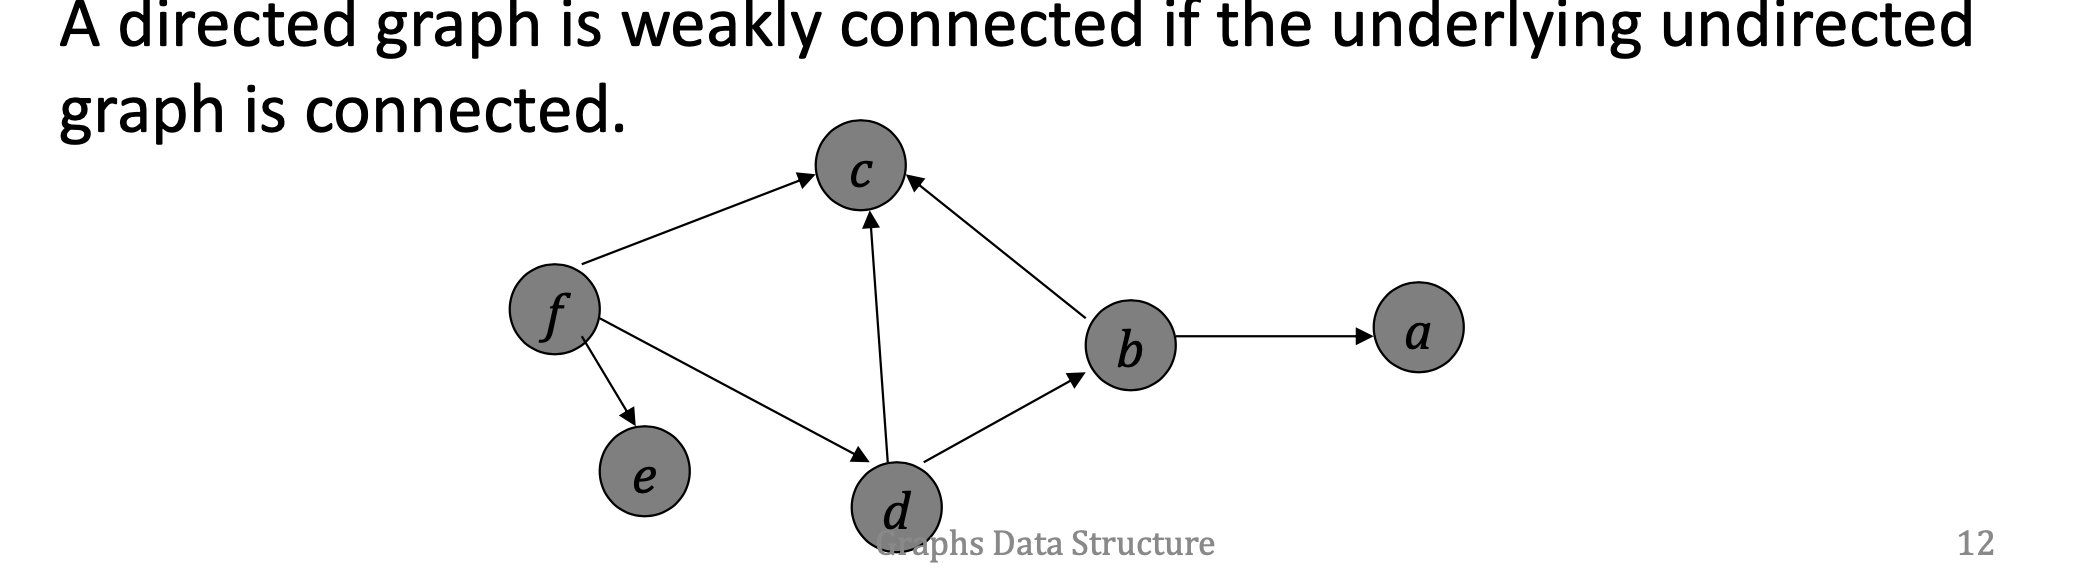 A directed graph is weakly connected if the underlying undirected
graph is connected.
c
f
b
a
e
d
Graphs Data Structure
12